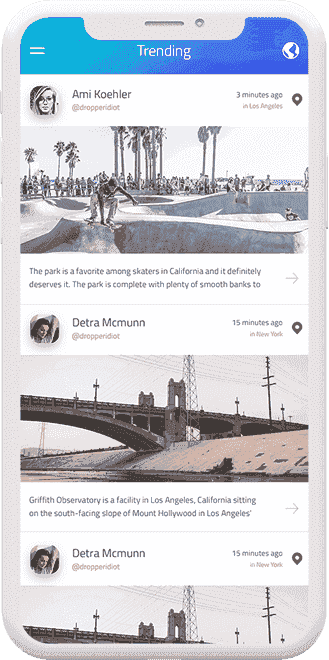 Trending
Ami Koehler
3 minutes ago
@dropperidiot
in Los Angeles
The park is a favorite among skaters in California and it definitely
deserves it. The park is complete with plenty of smooth banks to
Detra Mcmunn
15 minutes ago
@dropperidiot
in New York
Griffith Observatory is a facility in Los Angeles, California sitting
on the south-facing slope of Mount Hollywood in Los Angeles'
Detra Mcmunn
15 minutes ago
@dropperidiot
in New York